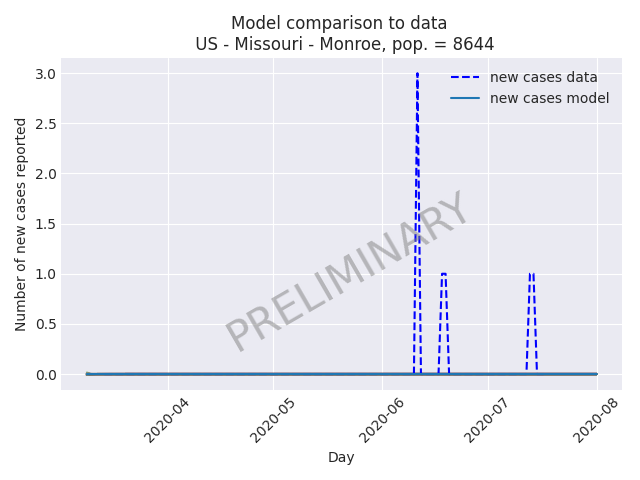 Model comparison to data
US - Missouri - Monroe, pop. = 8644
new cases data
new cases model
3.0
2.5
2.0
1.5
1.0
0.5
0.0
Number of new cases reported
PRELIMINARY
2020-04
2020-05
2020-06
2020-07
2020-08
Day